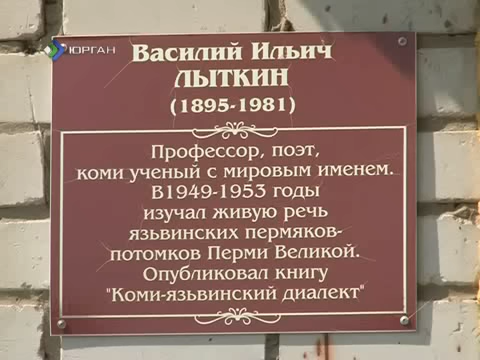 ЮРГАН
Василий Ильич
ЛЫТКИН
(1895-1981)
Профессор, поэт,
коми ученый с мировым именем.
В1949-1953 годы
изучал живую речь
язьвинских пермяков-
потомков Перми Великой.
Опубликовал книгу
"Коми-язьвинский диалект"